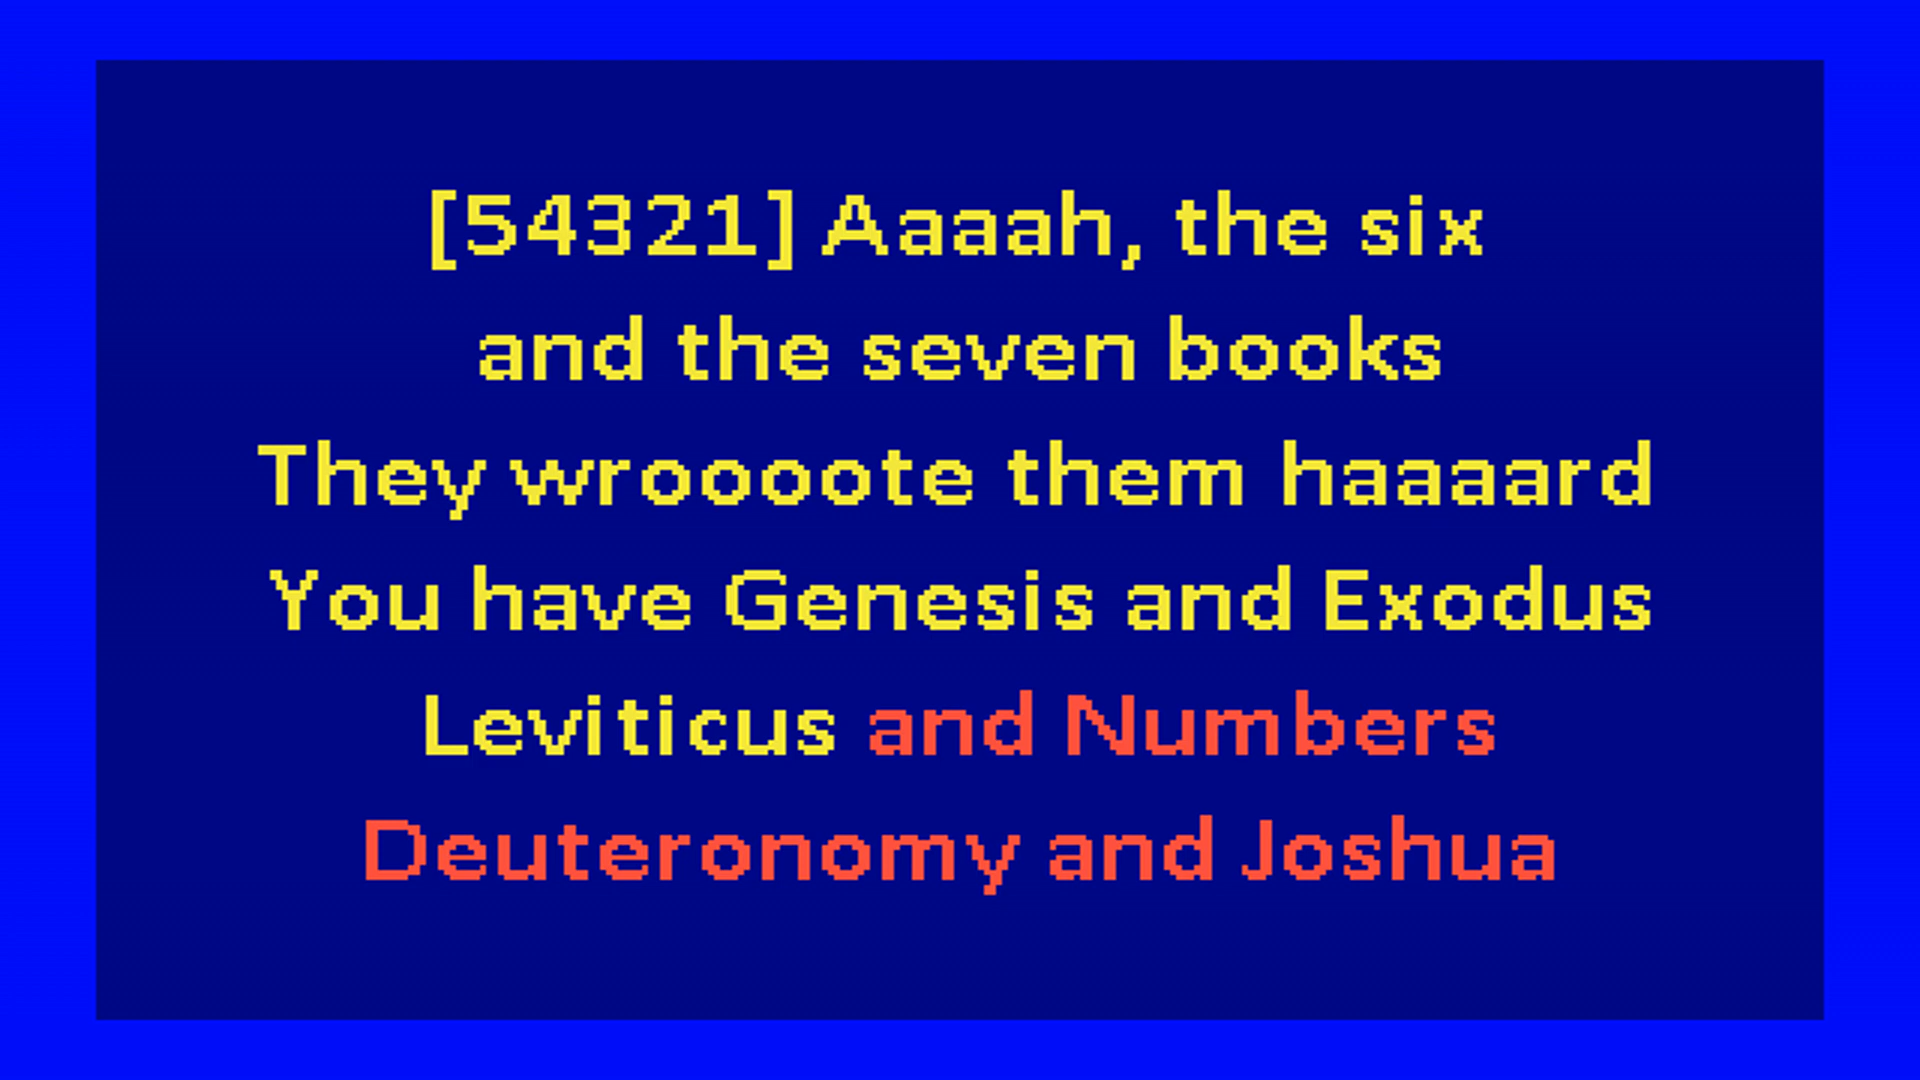 [54321] Aaaah, the six
and the seven books
They wroooote them haaaard
You have Genesis and Exodus
Leviticus and Numbers
Deuteronomy and Joshua